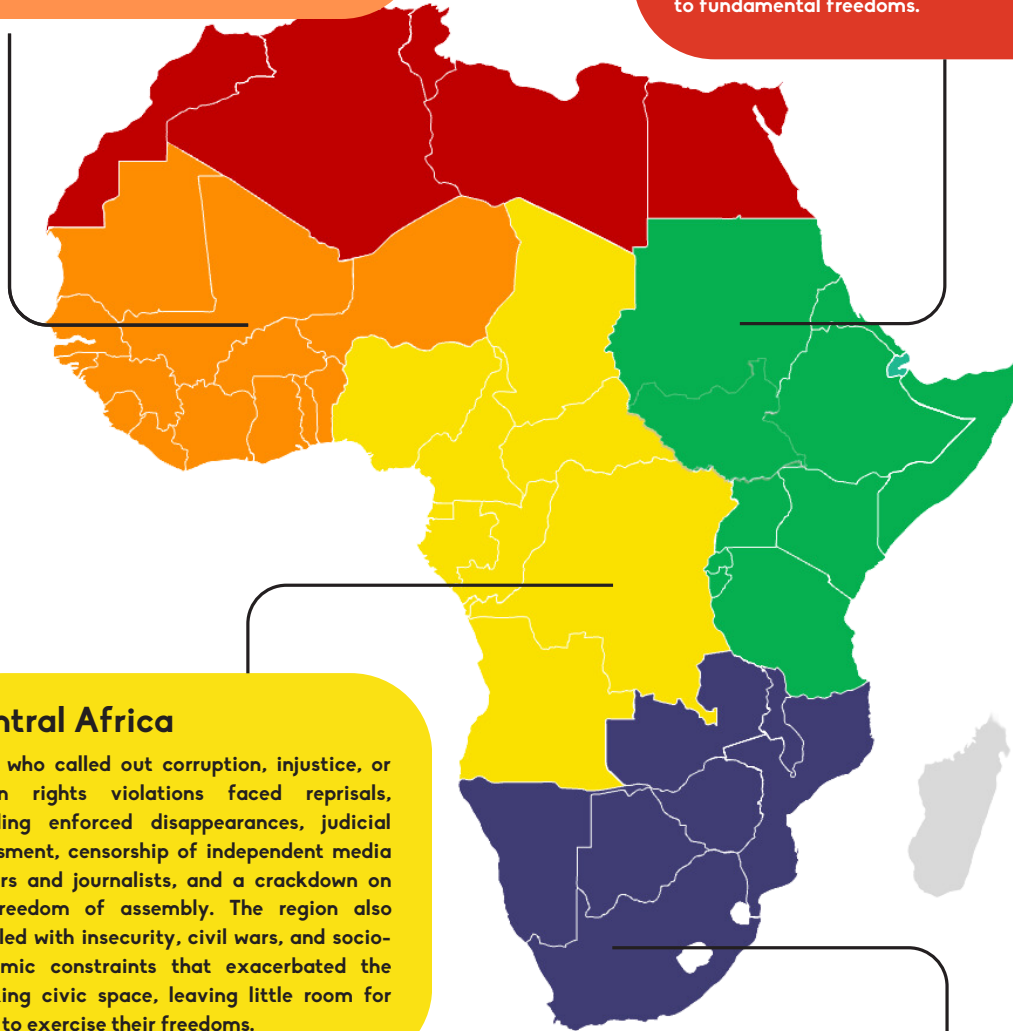 to fundamental freedoms.
ntral Africa
who called out corruption, injustice, or
n rights violations faced reprisals,
ding enforced disappearances, judicial
sment, censorship of independent media
rs and journalists, and a crackdown on
reedom of assembly. The region also
led with insecurity, civil wars, and socio-
mic constraints that exacerbated the
ing civic space, leaving little room for
to exercise their freedoms.